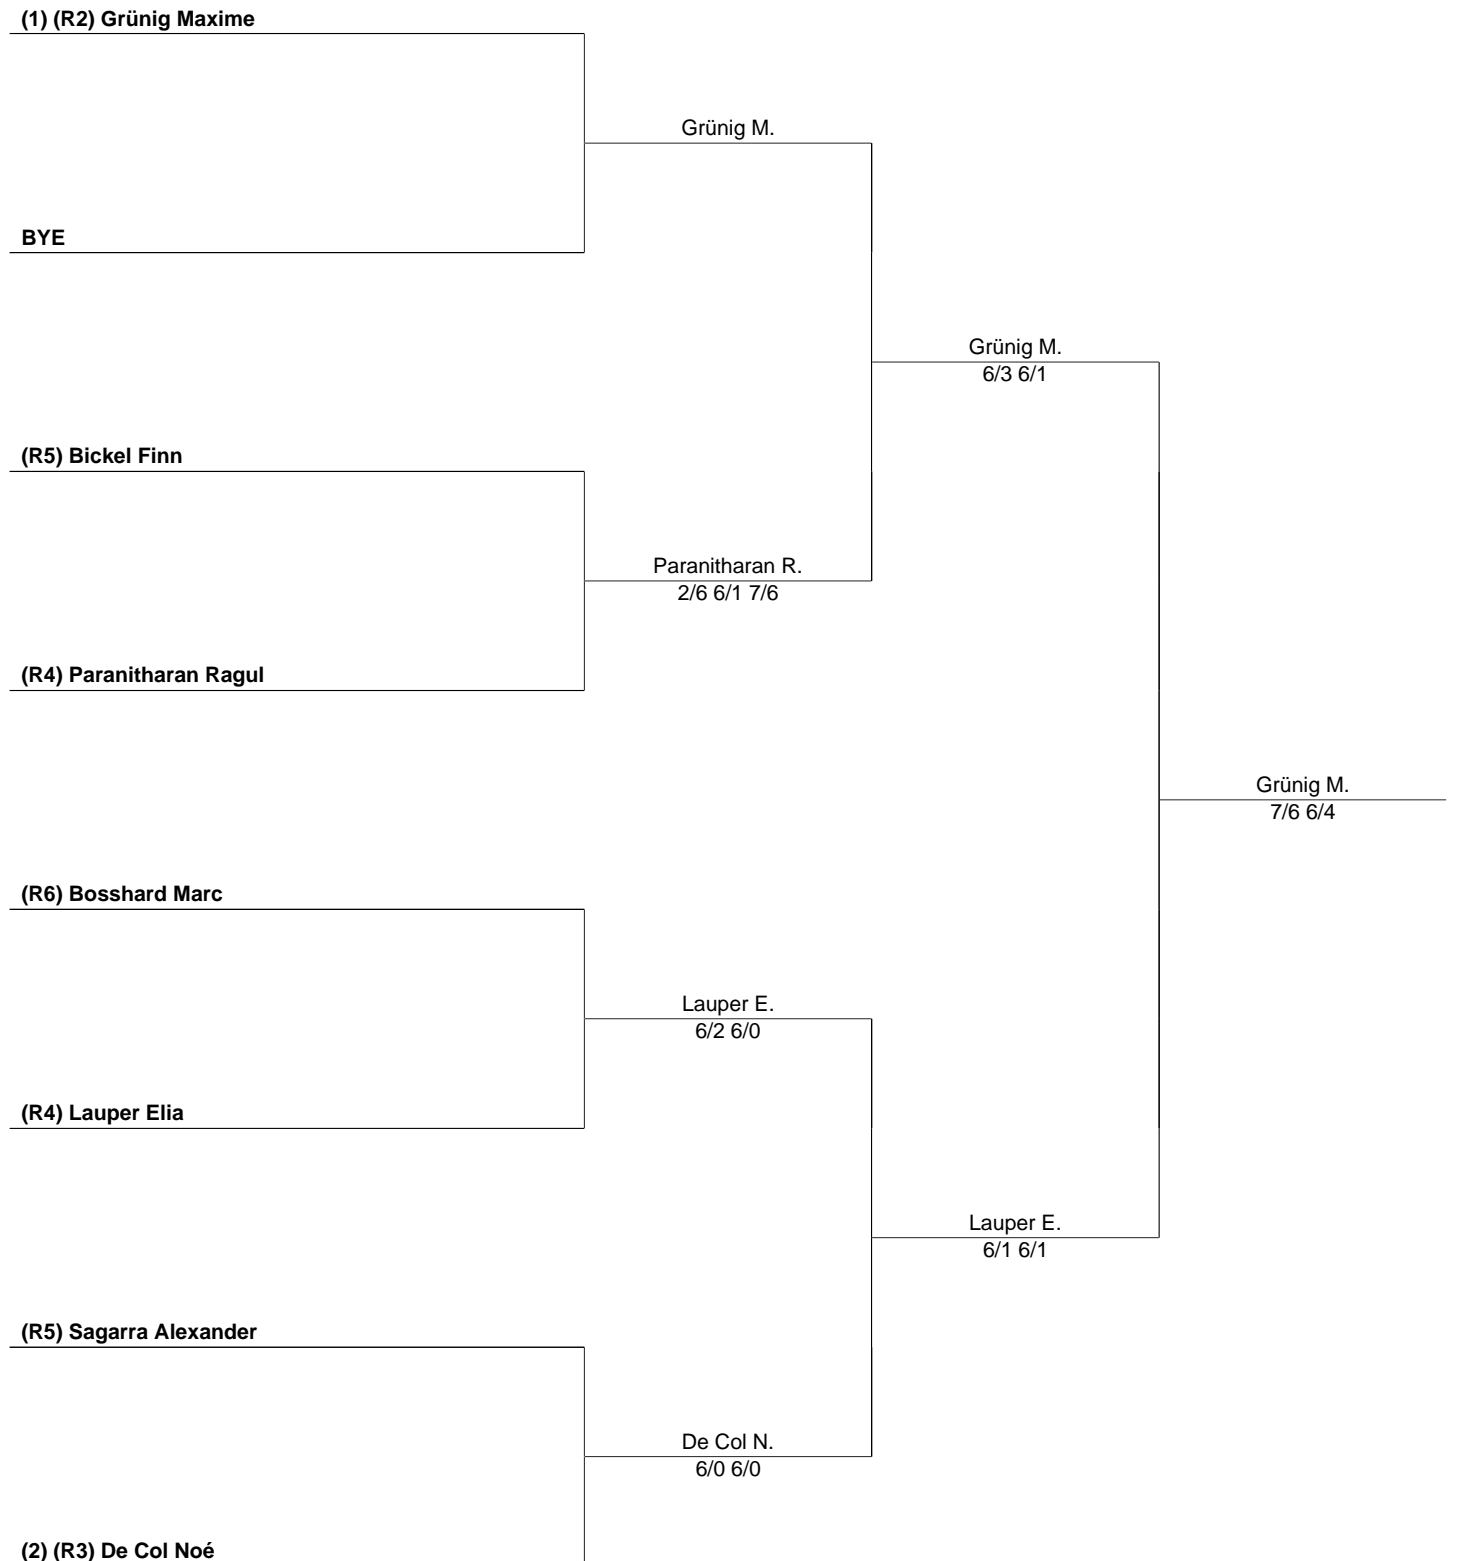 (1) (R2) Grünig Maxime
Grünig M.
BYE
Grünig M.
6/3 6/1
(R5) Bickel Finn
Paranitharan R.
2/6 6/1 7/6
(R4) Paranitharan Ragul
Grünig M.
7/6 6/4
(R6) Bosshard Marc
Lauper E.
6/2 6/0
(R4) Lauper Elia
Lauper E.
6/1 6/1
(R5) Sagarra Alexander
De Col N.
6/0 6/0
(2) (R3) De Col Noé